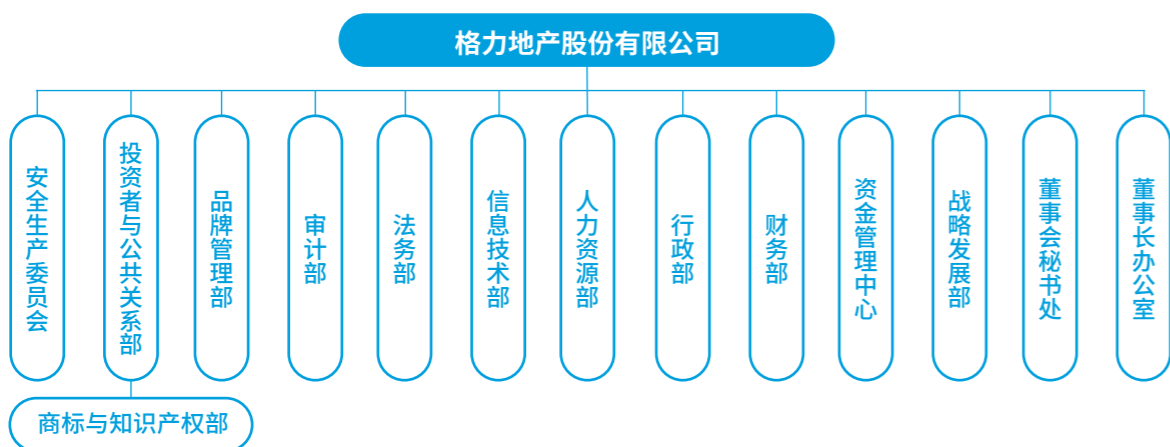 格力地产股份有限公司
安全生产委员会
投资者与公共关系部
品牌管理部
审计部
法务部
信息技术部
人力资源部
行政部
财务部
资金管理中心
战略发展部
董事会秘书处
董事长办公室
商标与知识产权部